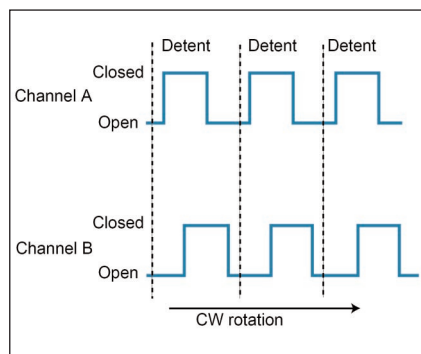 Detent Detent Detent
Closed
Channel A
Open
Closed
Channel B
Open
CW rotation